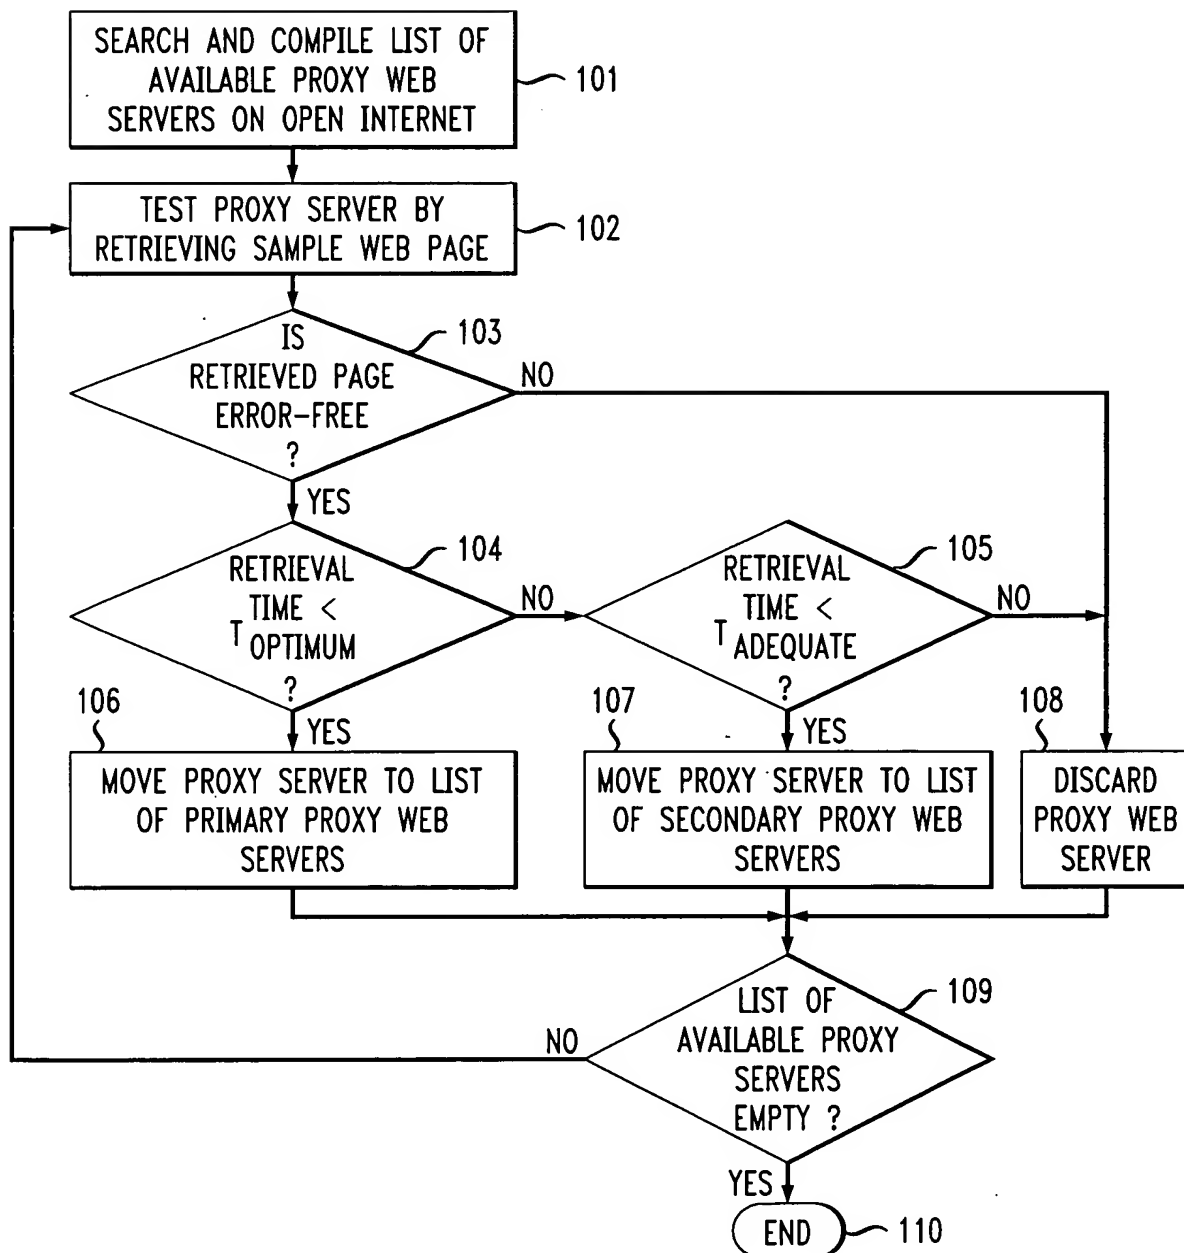 SEARCH AND COMPILE LIST OF
AVAILABLE PROXY WEB
SERVERS ON OPEN INTERNET
101
TEST PROXY SERVER BY
RETRIEVING SAMPLE WEB PAGE
102
IS
RETRIEVED PAGE
ERROR-FREE
?
103
NO
YES
RETRIEVAL
TIME <
T OPTIMUM
?
104
NO
RETRIEVAL
TIME <
T ADEQUATE
?
105
NO
YES
YES
106
MOVE PROXY SERVER TO LIST
OF PRIMARY PROXY WEB
SERVERS
107
MOVE PROXY SERVER TO LIST
OF SECONDARY PROXY WEB
SERVERS
108
DISCARD
PROXY WEB
SERVER
LIST OF
AVAILABLE PROXY
SERVERS
EMPTY ?
109
NO
YES
END
110